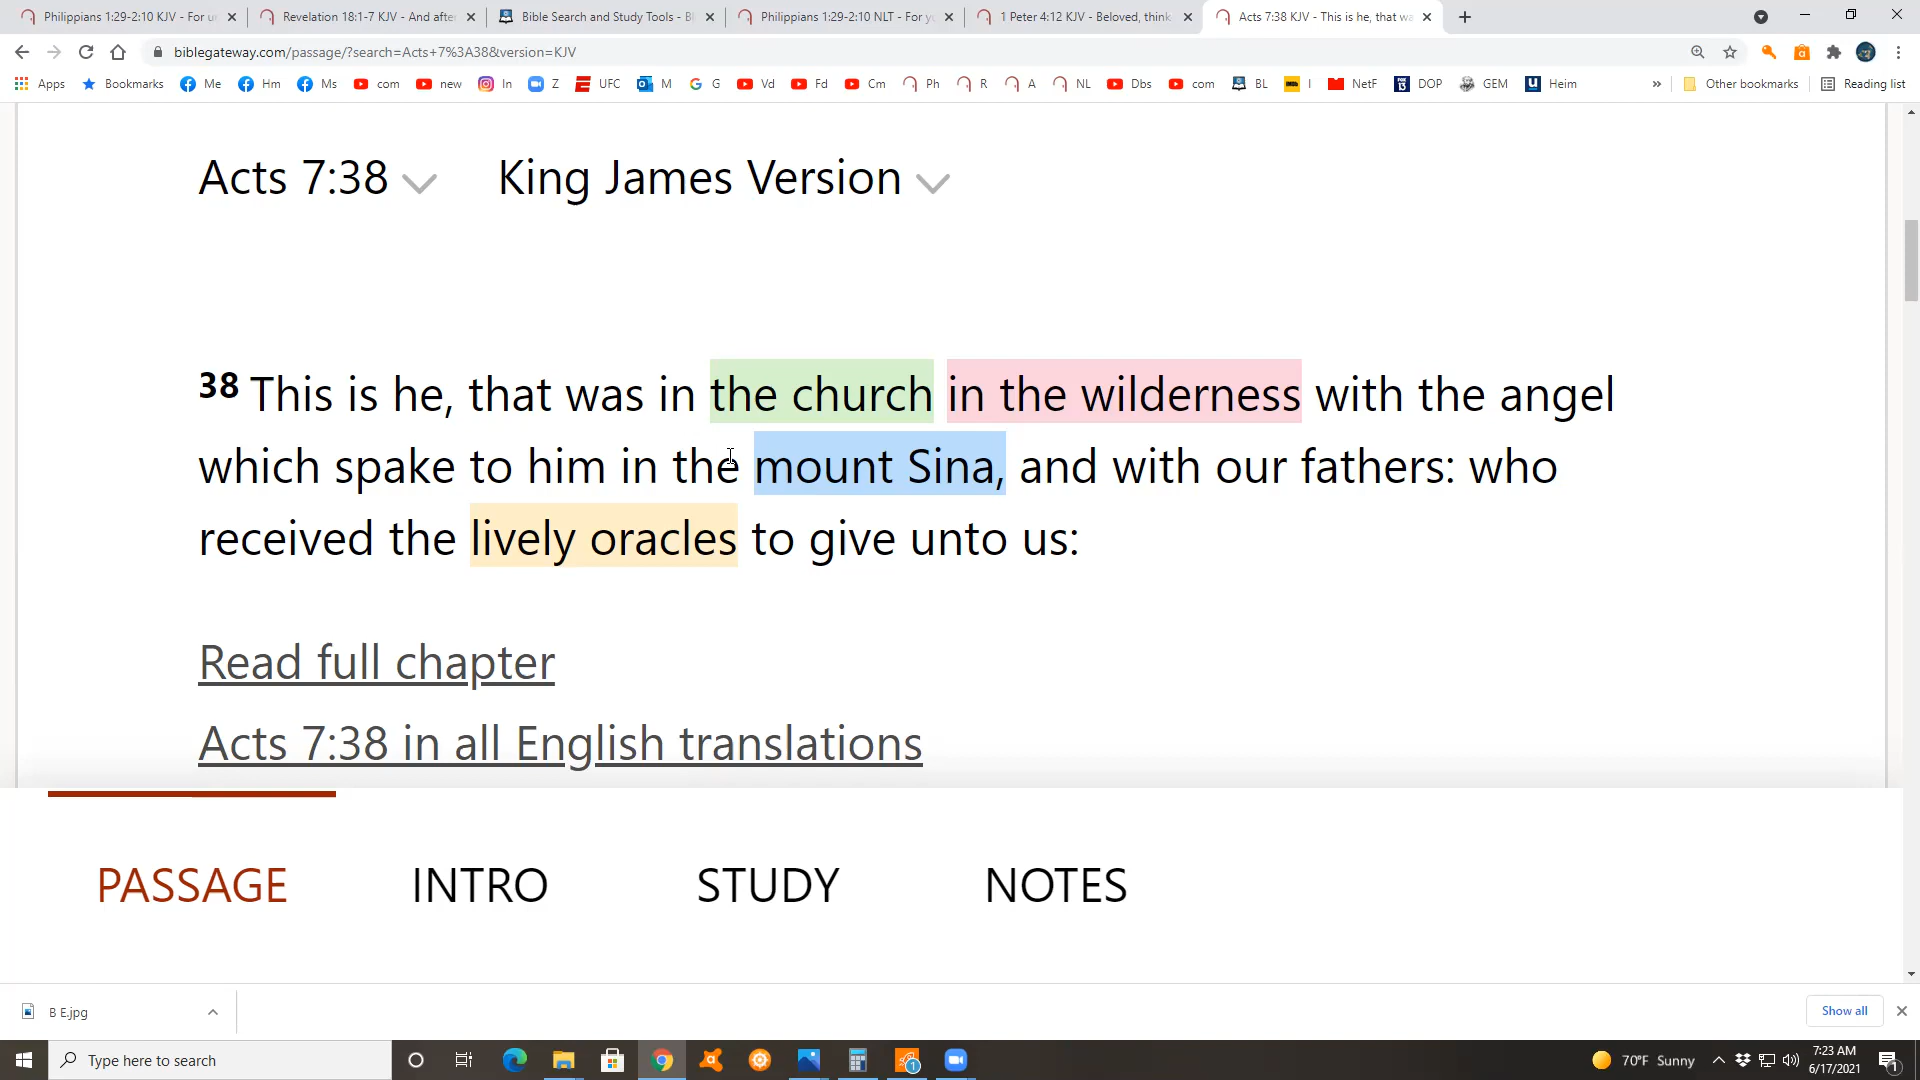 Philippians 1:29-2:10 KJV - For u
Revelation 18:1-7 KJV - And afte
Bible Search and Study Tools - B
Philippians 1:29-2:10 NLT - For y
1 Peter 4:12 KJV - Beloved, think
Acts 7:38 KJV - This is he, that wa
biblegateway.com/passage/?search=Acts+7%3A38&version=KJV
Apps Bookmarks Me Hm Ms com new In Z UFC M G Vd Fd Cm Ph R A NL Dbs com BL I NetF DOP GEM Heim » Other bookmarks Reading list
Acts 7:38 King James Version
38 This is he, that was in the church in the wilderness with the angel
which spake to him in the mount Sina, and with our fathers: who
received the lively oracles to give unto us:
Read full chapter
Acts 7:38 in all English translations
PASSAGE INTRO STUDY NOTES
B E.jpg
Show all
Type here to search
70°F Sunny
7:23 AM
6/17/2021